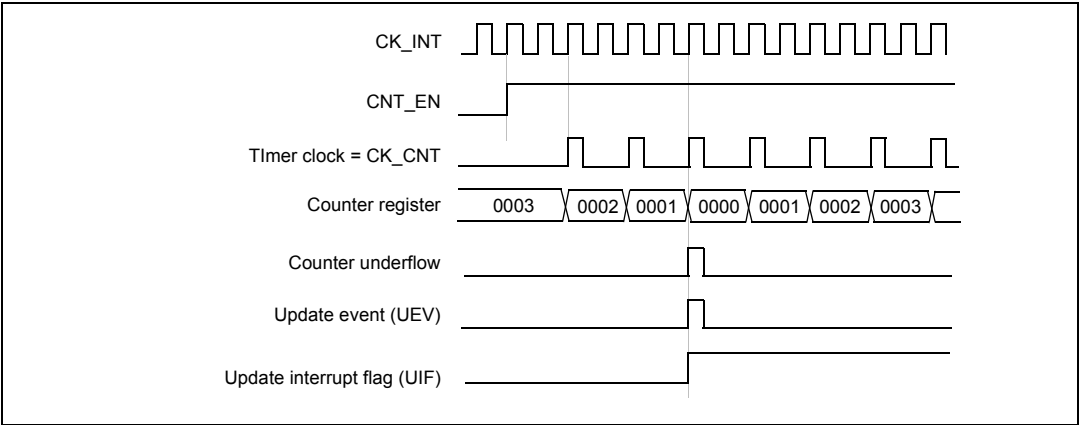 CK_INT
CNT_EN
TImer clock = CK_CNT
Counter register 0003 0002 0001 0000 0001 0002 0003
Counter underflow
Update event (UEV)
Update interrupt flag (UIF)